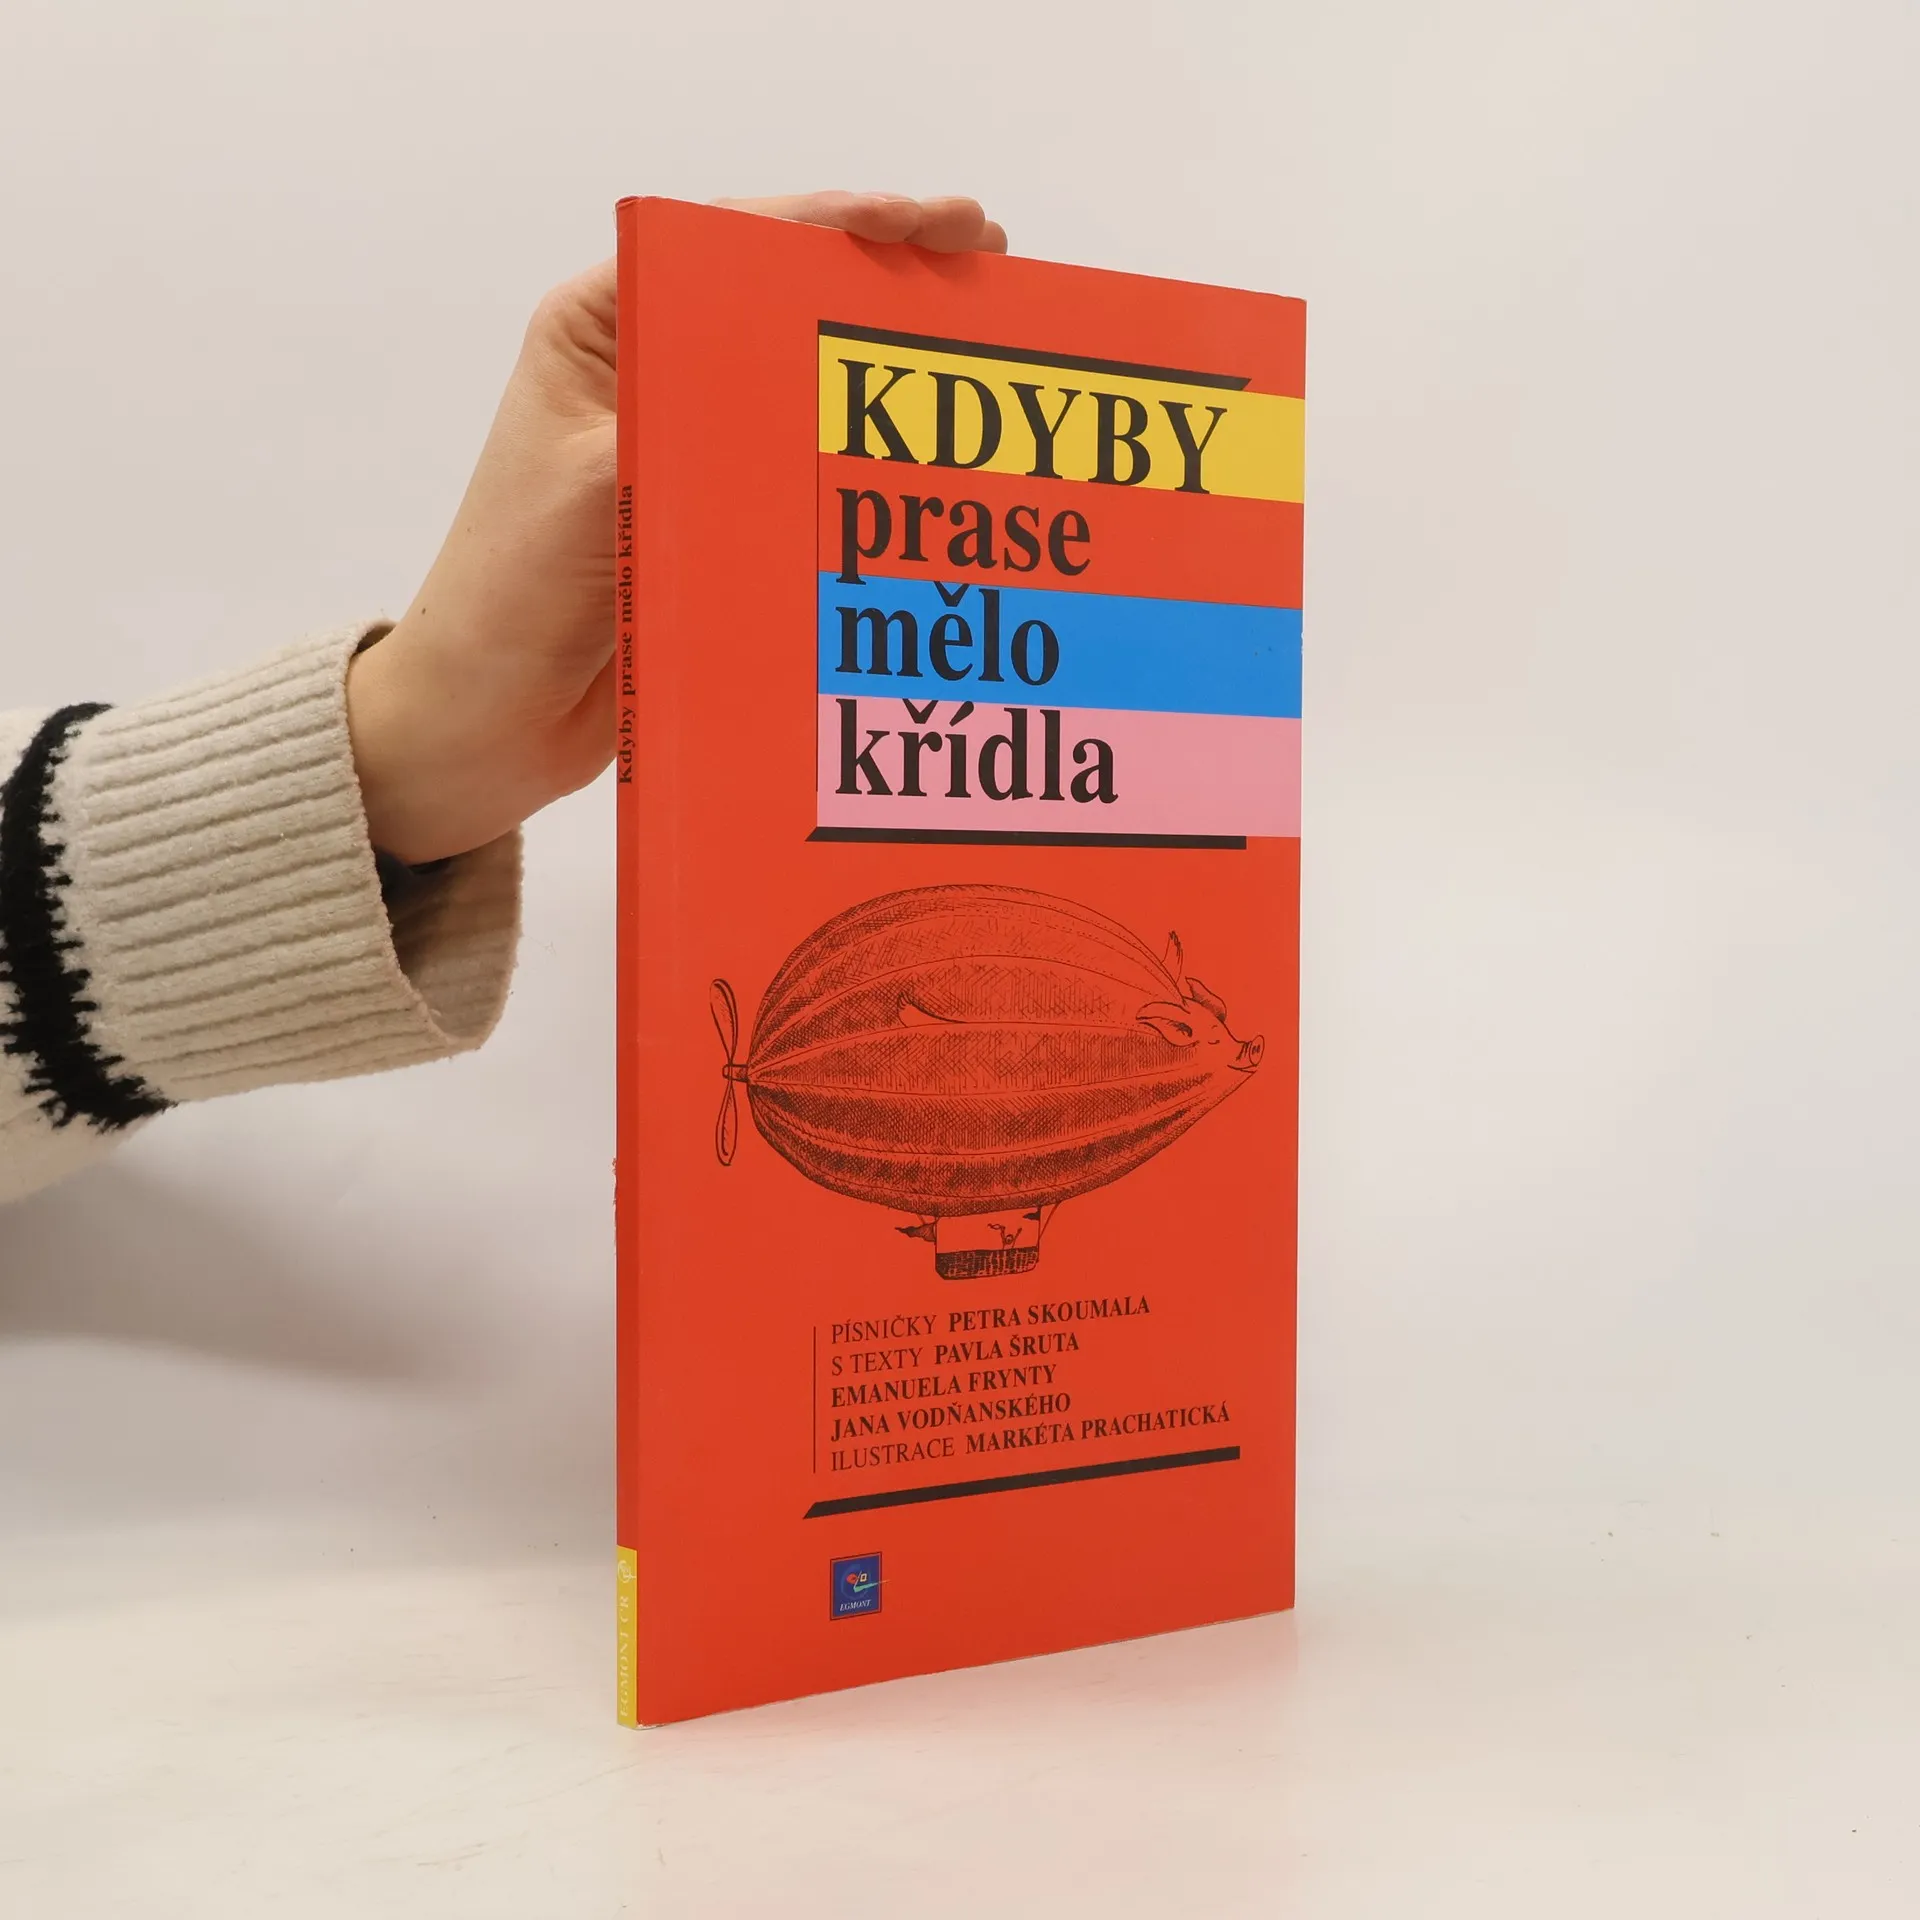 KDYBY
prase
mělo
křídla
PÍSNIČKY PETRA SKOUMALA
S TEXTY PAVLA ŠRUTA
EMANUELA FRYNTY
JANA VODŇANSKÉHO
ILUSTRACE MARKÉTA PRACHATICKÁ
EGMONT
Kdyby prase mělo křídla
EGMONT ČR